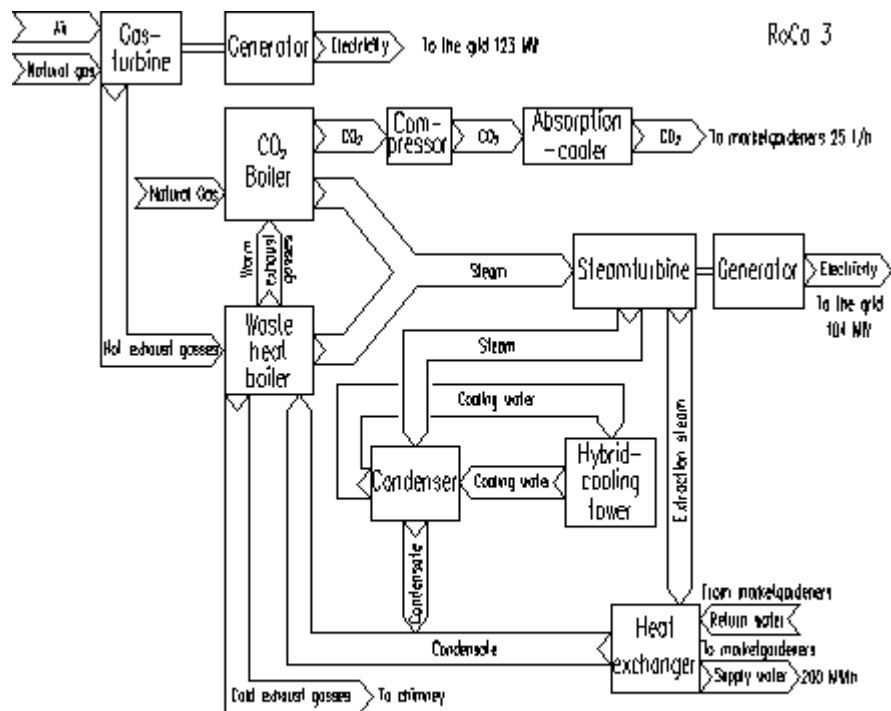 Air
Gas-
turbine
Generator
Electricity
To the grid 123 MW
RoCa 3
Natural gas
CO₂
Boiler
CO₂
Com-
pressor
CO₂
Absorption
-cooler
CO₂
To marketgardeners 25 t/h
Natural Gas
Warm
exhaust
gasses
Steam
Steamturbine
Generator
Electricity
To the grid
104 MW
Waste
heat
boiler
Hot exhaust gasses
Steam
Cooling water
Condenser
Cooling water
Hybrid-
cooling
tower
Extraction steam
Condensate
From marketgardeners
Return water
Heat
exchanger
To marketgardeners
Condensate
Supply water
200 MWth
Cold exhaust gasses
To chimney